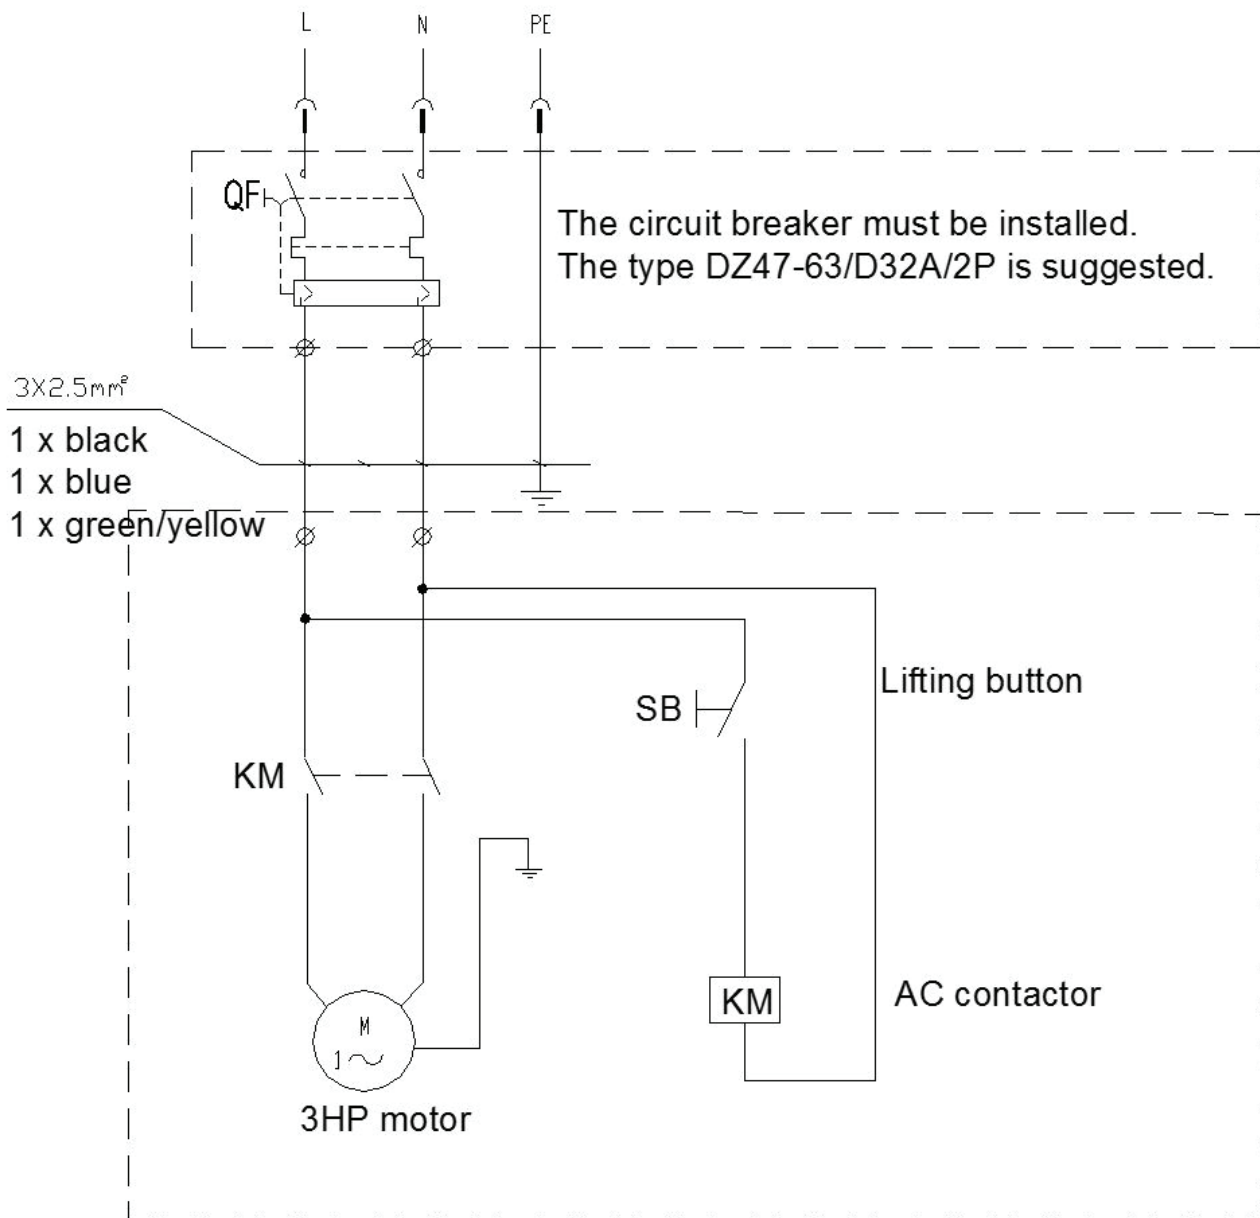 L N PE
QF
The circuit breaker must be installed.
The type DZ47-63/D32A/2P is suggested.
3X2.5mm²
1 x black
1 x blue
1 x green/yellow
Lifting button
SB
KM
KM
AC contactor
M
1~
3HP motor